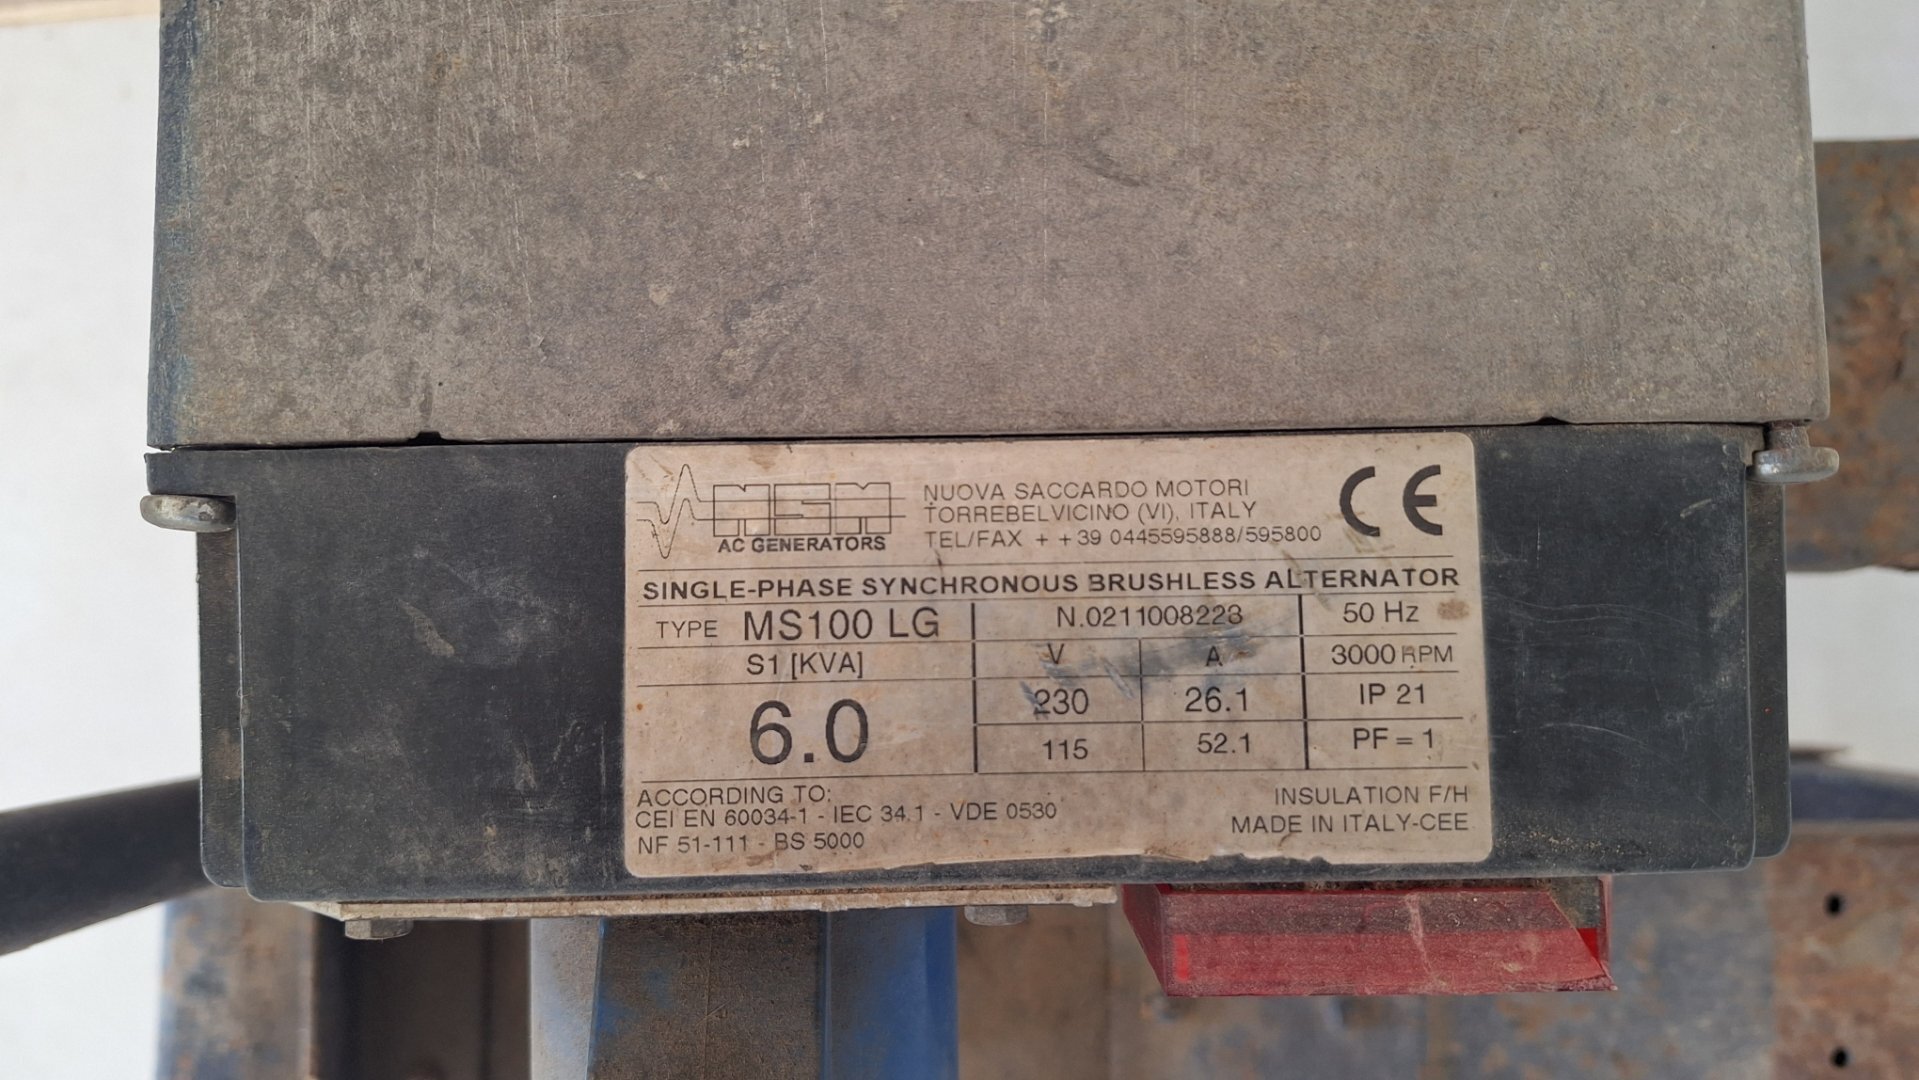 NSM
AC GENERATORS
NUOVA SACCARDO MOTORI
TORREBELVICINO (VI), ITALY
TEL/FAX + + 39 0445595888/595800
CE
SINGLE-PHASE SYNCHRONOUS BRUSHLESS ALTERNATOR
TYPE MS100 LG
N.0211008223
50 Hz
S1 [KVA]
V
A
3000 RPM
6.0
230
26.1
IP 21
115
52.1
PF = 1
ACCORDING TO:
CEI EN 60034-1 - IEC 34.1 - VDE 0530
NF 51-111 - BS 5000
INSULATION F/H
MADE IN ITALY-CEE